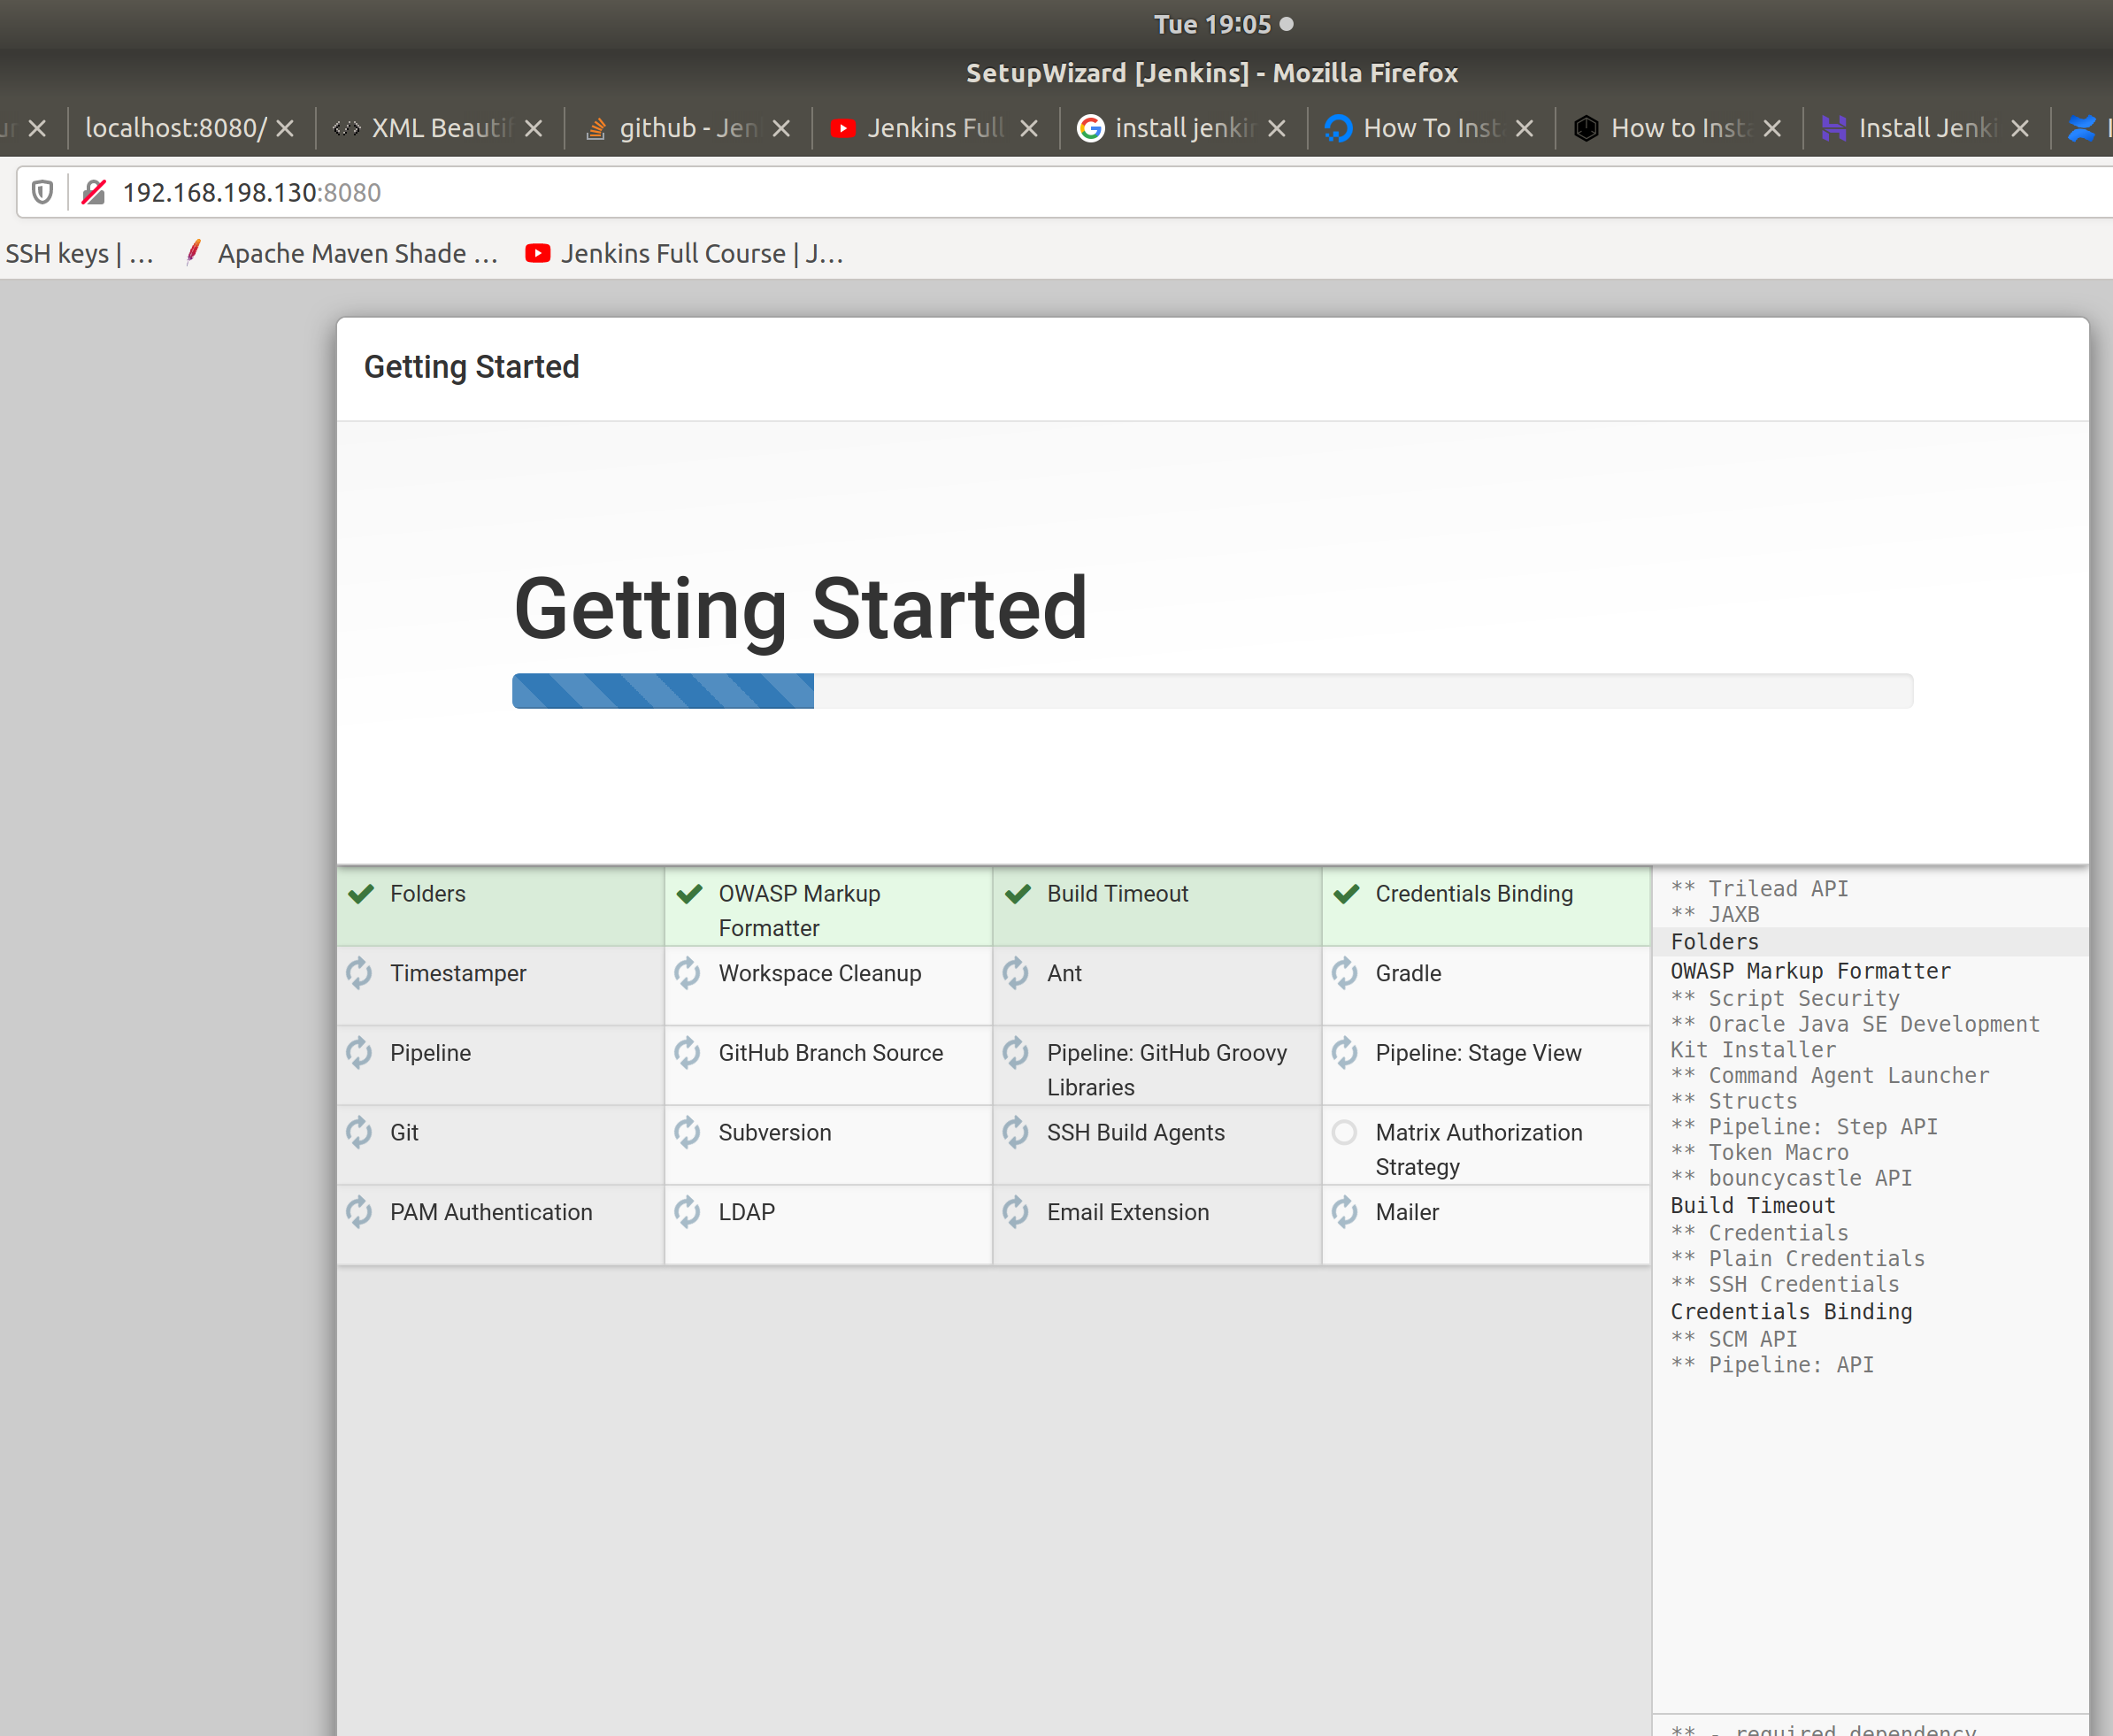 Tue 19:05
SetupWizard [Jenkins] - Mozilla Firefox
localhost:8080/
XML Beautif
github - Jen
Jenkins Full
install jenkin
How To Inst
How to Insta
Install Jenki
192.168.198.130:8080
SSH keys | ...
Apache Maven Shade ...
Jenkins Full Course | J...
Getting Started
Getting Started
Folders
OWASP Markup
Formatter
Build Timeout
Credentials Binding
Timestamper
Workspace Cleanup
Ant
Gradle
Pipeline
GitHub Branch Source
Pipeline: GitHub Groovy
Libraries
Pipeline: Stage View
Git
Subversion
SSH Build Agents
Matrix Authorization
Strategy
PAM Authentication
LDAP
Email Extension
Mailer
** Trilead API
** JAXB
Folders
OWASP Markup Formatter
** Script Security
** Oracle Java SE Development
Kit Installer
** Command Agent Launcher
** Structs
** Pipeline: Step API
** Token Macro
** bouncycastle API
Build Timeout
** Credentials
** Plain Credentials
** SSH Credentials
Credentials Binding
** SCM API
** Pipeline: API
** - required dependency